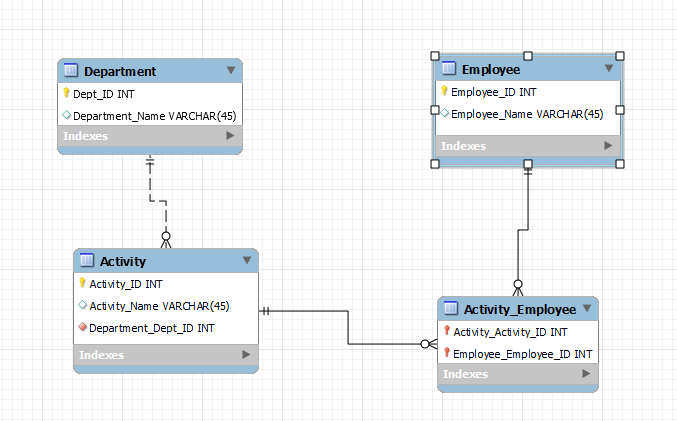 Department
Dept_ID INT
Department_Name VARCHAR(45)
Indexes
Employee
Employee_ID INT
Employee_Name VARCHAR(45)
Indexes
Activity
Activity_ID INT
Activity_Name VARCHAR(45)
Department_Dept_ID INT
Indexes
Activity_Employee
Activity_Activity_ID INT
Employee_Employee_ID INT
Indexes